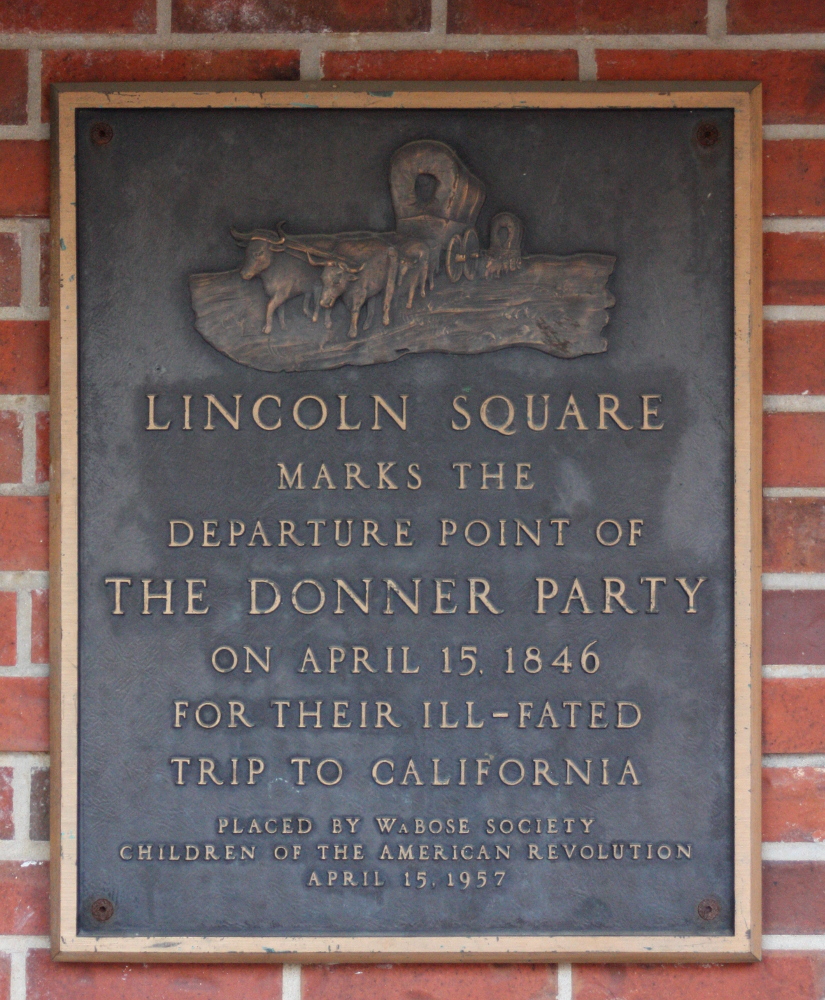 LINCOLN SQUARE
MARKS THE
DEPARTURE POINT OF
THE DONNER PARTY
ON APRIL 15, 1846
FOR THEIR ILL-FATED
TRIP TO CALIFORNIA
PLACED BY WABOSE SOCIETY
CHILDREN OF THE AMERICAN REVOLUTION
APRIL 15, 1957